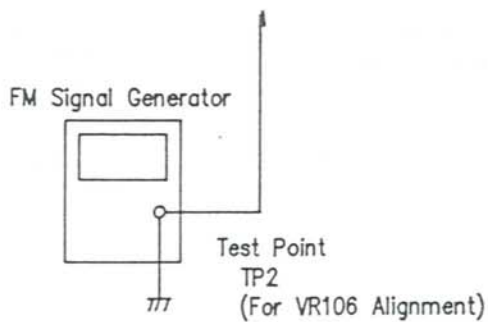 FM Signal Generator
Test Point
TP2
(For VR106 Alignment)